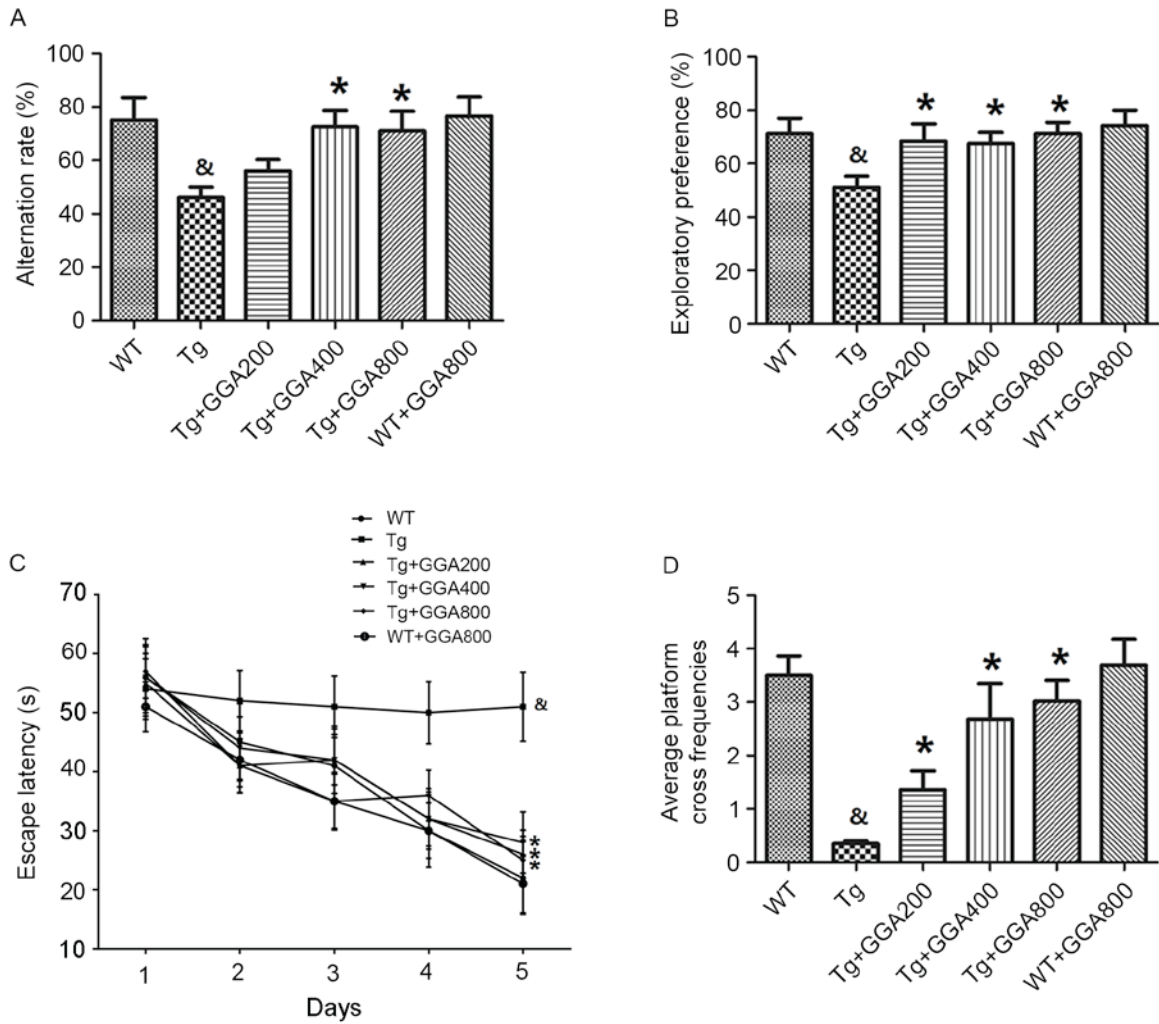 A
Alternation rate (%)
100
80
60
40
20
0
&
*
*
WT
Tg
Tg+GGA200
Tg+GGA400
Tg+GGA800
WT+GGA800
B
Exploratory preference (%)
100
80
60
40
20
0
&
*
*
*
WT
Tg
Tg+GGA200
Tg+GGA400
Tg+GGA800
WT+GGA800
C
WT
Tg
Tg+GGA200
Tg+GGA400
Tg+GGA800
WT+GGA800
Escape latency (s)
70
60
50
40
30
20
10
&
*
*
*
1 2 3 4 5
Days
D
Average platform
cross frequencies
5
4
3
2
1
0
&
*
*
*
WT
Tg
Tg+GGA200
Tg+GGA400
Tg+GGA800
WT+GGA800